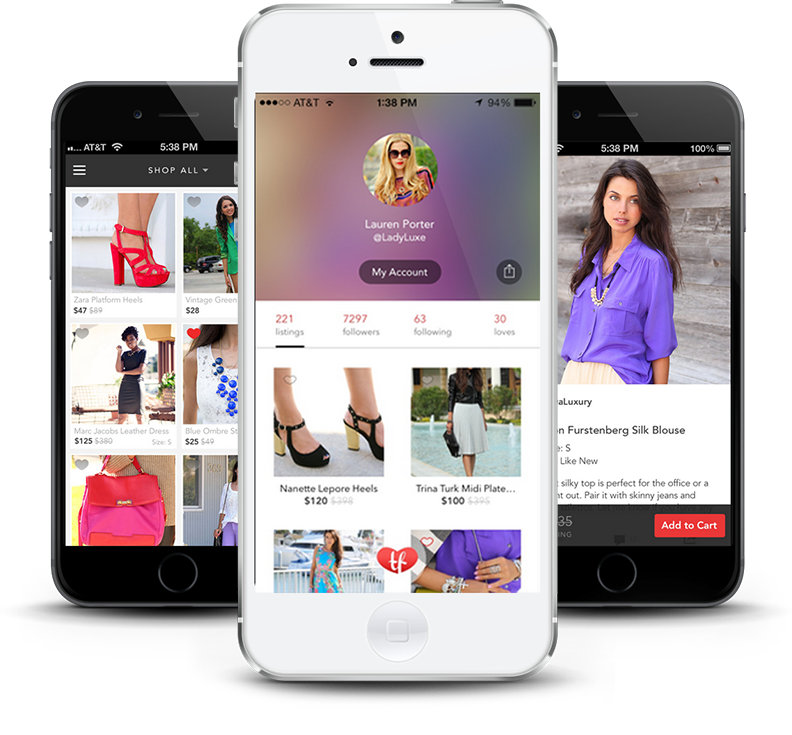 AT&T
5:38 PM
SHOP ALL
Zara Platform Heels
$47 $89
Vintage Green
$28
Marc Jacobs Leather Dress
$125 $380
Size: S
Blue Ombre St
$25 $49
AT&T
1:38 PM
94%
Lauren Porter
@LadyLuxe
My Account
221
listings
7297
followers
63
following
30
loves
Nanette Lepore Heels
$120 $398
Trina Turk Midi Plate...
$100 $395
tf
5:38 PM
100%
aLuxury
n Furstenberg Silk Blouse
e: S
Like New
silky top is perfect for the office or a
nt out. Pair it with skinny jeans and
35
ING
Add to Cart